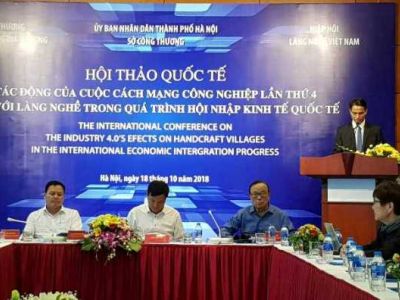 THƯƠNG
ỦY BAN NHÂN DÂN THÀNH PHỐ HÀ NỘI
SỞ CÔNG THƯƠNG
HIỆP HỘI
LÀNG NGHỀ VIỆT NAM
HỘI THẢO QUỐC TẾ
TÁC ĐỘNG CỦA CUỘC CÁCH MẠNG CÔNG NGHIỆP LẦN THỨ 4
VỚI LÀNG NGHỀ TRONG QUÁ TRÌNH HỘI NHẬP KINH TẾ QUỐC TẾ
THE INTERNATIONAL CONFERENCE ON
THE INDUSTRY 4.0'S EFECTS ON HANDCRAFT VILLAGES
IN THE INTERNATIONAL ECONOMIC INTERGRATION PROGRESS
Hà Nội, ngày 18 tháng 10 năm 2018